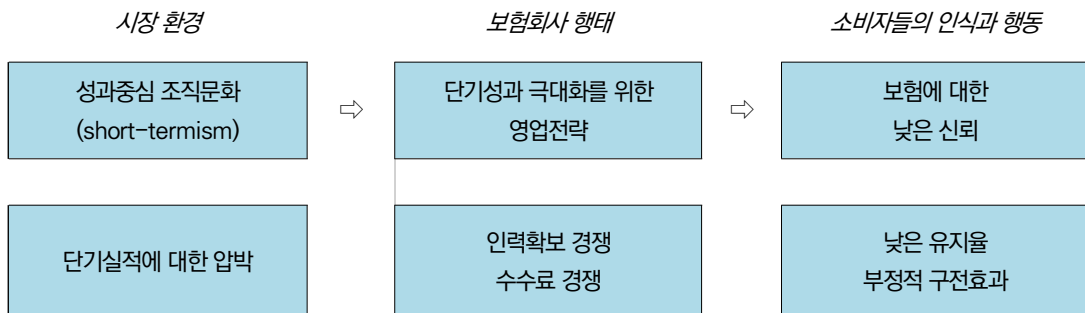 시장 환경
보험회사 행태
소비자들의 인식과 행동
성과중심 조직문화
(short-termism)
⇨
단기성과 극대화를 위한
영업전략
⇨
보험에 대한
낮은 신뢰
단기실적에 대한 압박
인력확보 경쟁
수수료 경쟁
낮은 유지율
부정적 구전효과